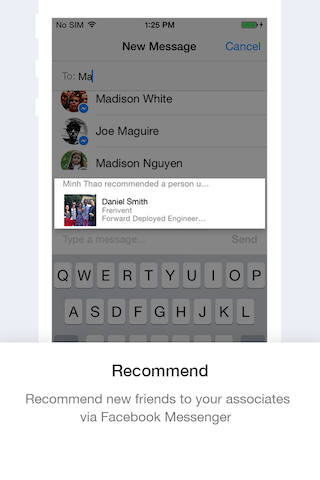 No SIM 1:25 PM
New Message Cancel
To: Ma
Madison White
Joe Maguire
Madison Nguyen
Minh Thao recommended a person u...
Daniel Smith
Frenvent
Forward Deployed Engineer...
Type a message... Send
Q W E R T Y U I O P
A S D F G H J K L
Recommend
Recommend new friends to your associates
via Facebook Messenger